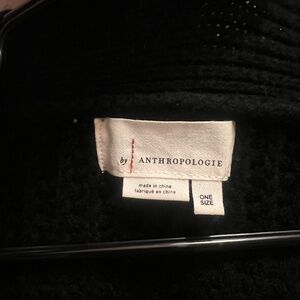 by ANTHROPOLOGIE
made in china
fabriqué en chine
ONE
SIZE